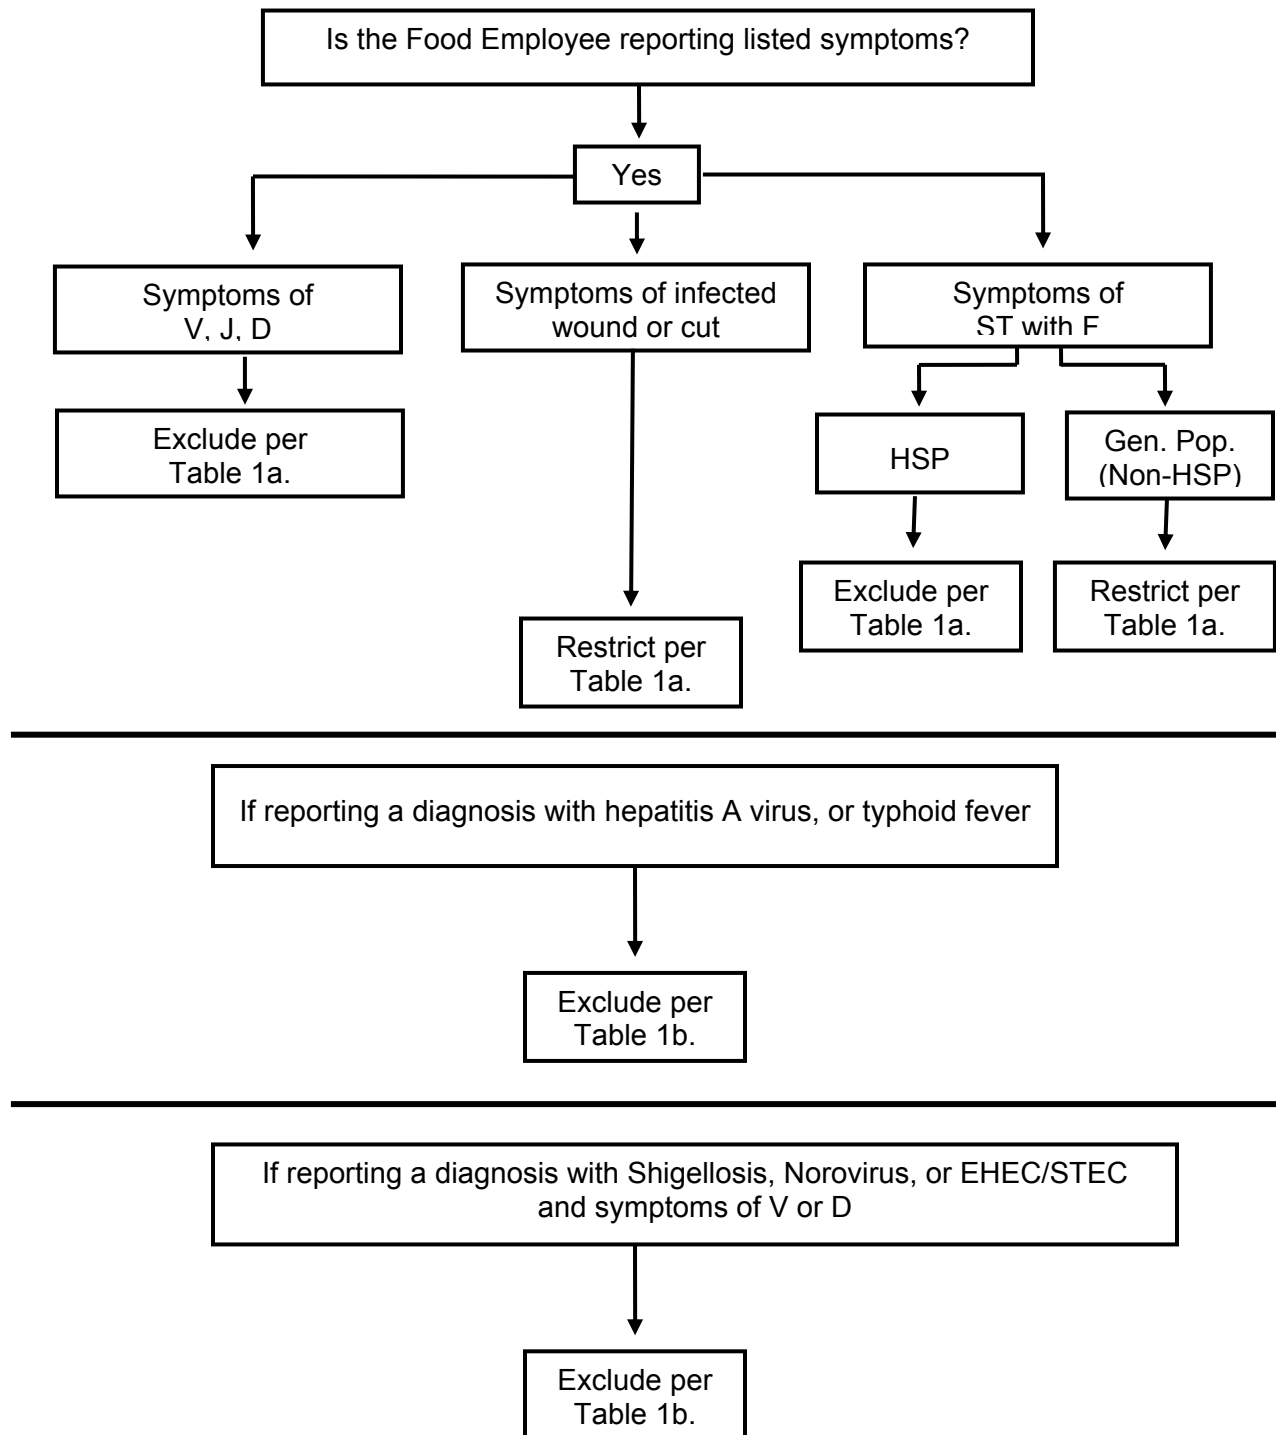 Is the Food Employee reporting listed symptoms?
Yes
Symptoms of
V, J, D
Symptoms of infected
wound or cut
Symptoms of
ST with F
Exclude per
Table 1a.
HSP
Gen. Pop.
(Non-HSP)
Exclude per
Table 1a.
Restrict per
Table 1a.
Restrict per
Table 1a.
If reporting a diagnosis with hepatitis A virus, or typhoid fever
Exclude per
Table 1b.
If reporting a diagnosis with Shigellosis, Norovirus, or EHEC/STEC
and symptoms of V or D
Exclude per
Table 1b.